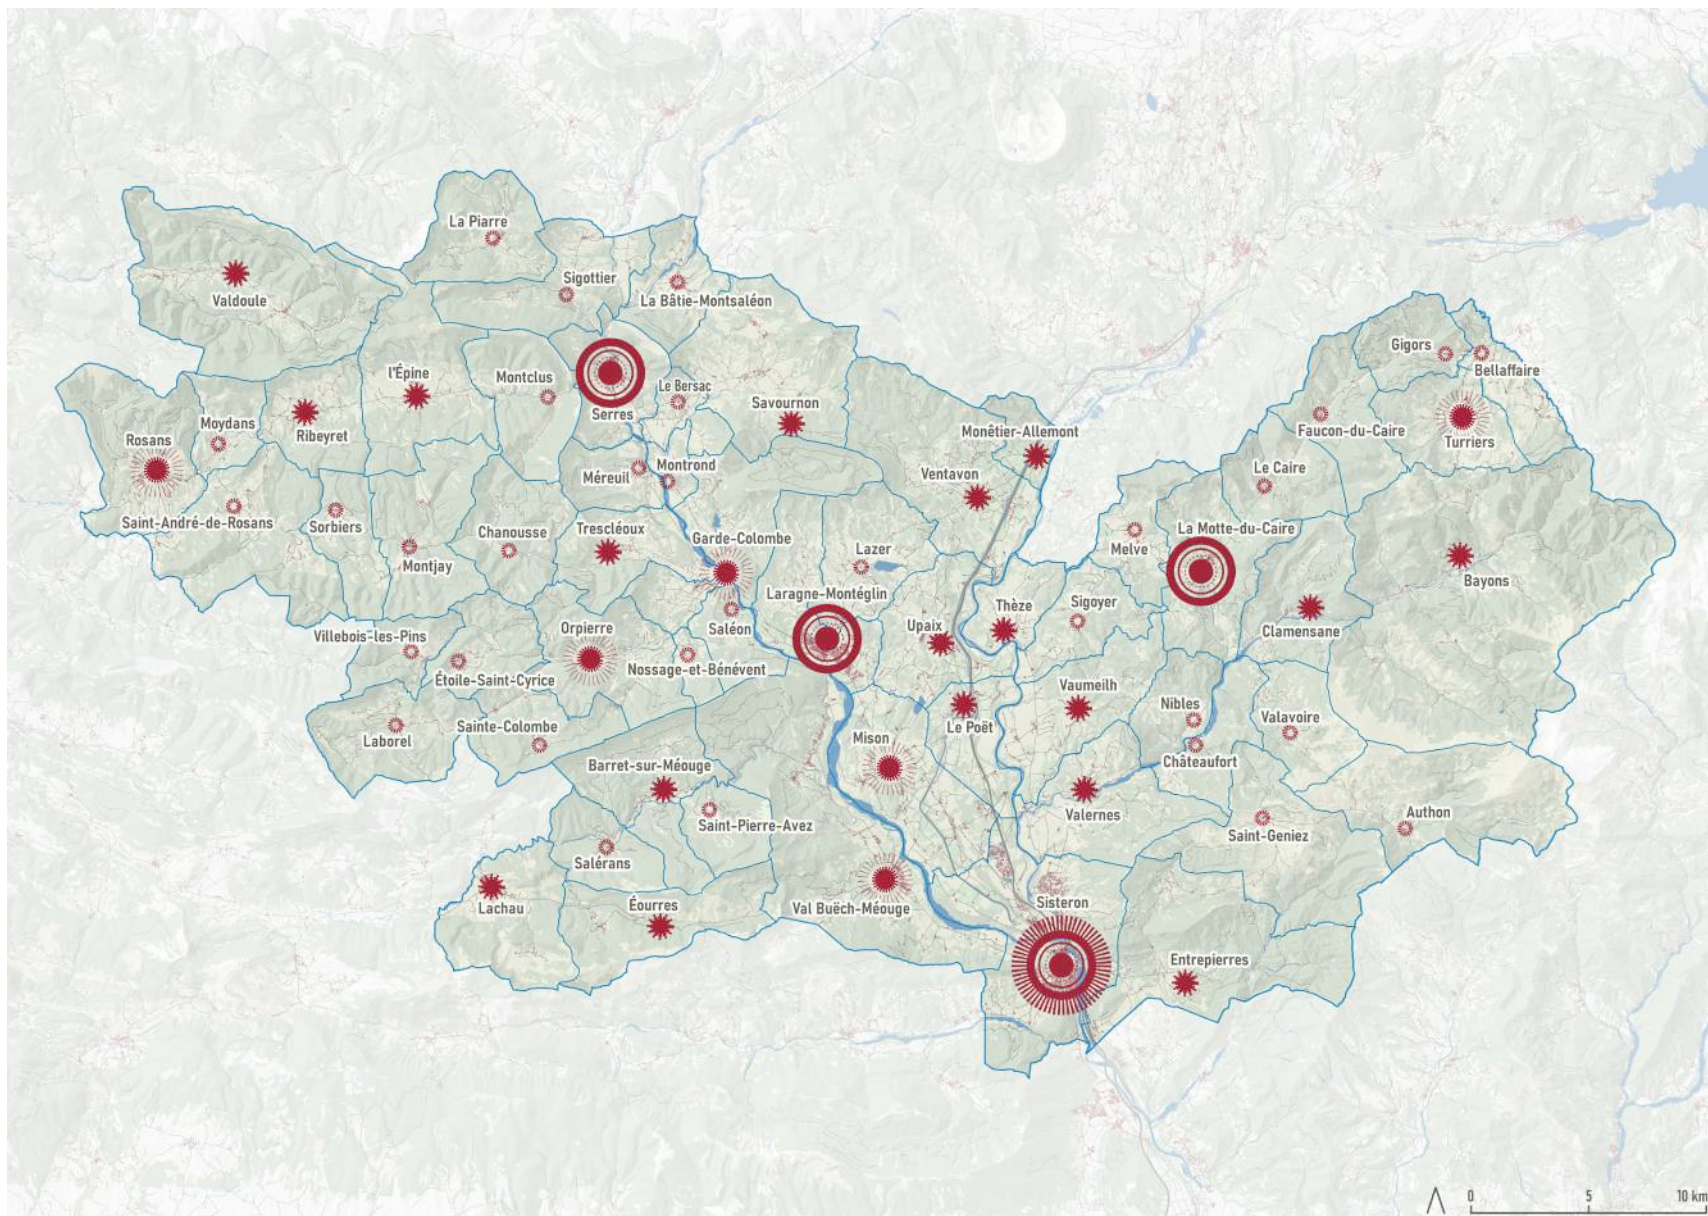 La Piarre
Valdoule
Sigottier
La Bâtie-Montsaléon
Gigors
Bellaffaire
l'Épine
Montclus
Le Bersac
Serres
Savournon
Ribeyret
Moydans
Rosans
Faucon-du-Caire
Turriers
Monêtier-Allemont
Méreuil
Montrond
Ventavon
Le Caire
Saint-André-de-Rosans
Sorbiers
Chanousse
Trescléoux
Montjay
Garde-Colombe
Lazer
Melve
La Motte-du-Caire
Bayons
Laragne-Montéglin
Saléon
Upaix
Thèze
Sigoyer
Clamensane
Villebois-les-Pins
Orpierre
Étoile-Saint-Cyrice
Nossage-et-Bénévent
Vaumeilh
Nibles
Valavoire
Laborel
Sainte-Colombe
Le Poët
Mison
Châteaufort
Barret-sur-Méouge
Saint-Pierre-Avez
Valernes
Saint-Geniez
Authon
Salérans
Lachau
Éourres
Val Buëch-Méouge
Sisteron
Entrepierres
0 5 10 km